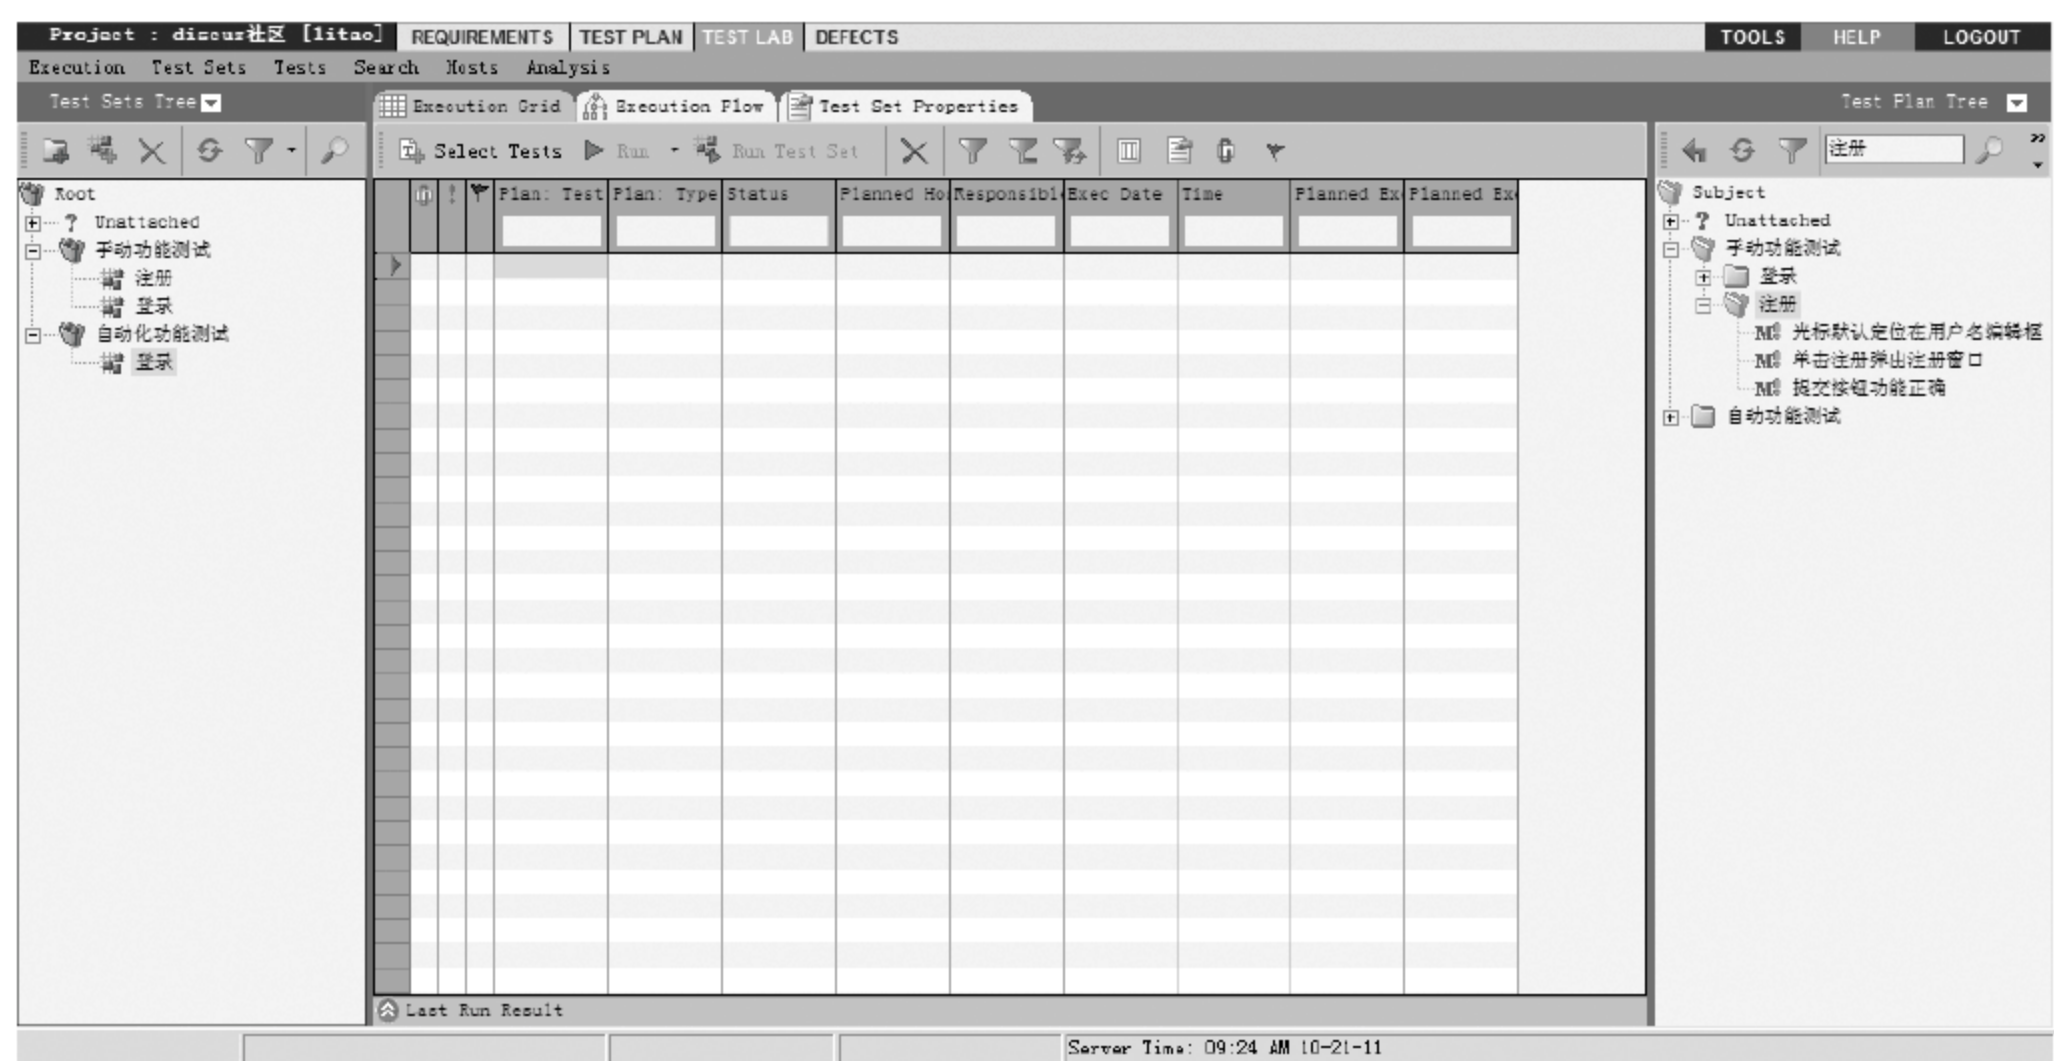 Project : discuz社区 [litao] REQUIREMENTS TEST PLAN TEST LAB DEFECTS TOOLS HELP LOGOUT
Execution Test Sets Tests Search Hosts Analysis
Test Sets Tree Execution Grid Execution Flow Test Set Properties Test Plan Tree
Select Tests Run Run Test Set 注册
Root
Unattached
手动功能测试
注册
登录
自动化功能测试
登录
Plan: Test Plan: Type Status Planned Ho Responsibl Exec Date Time Planned Ex Planned Ex
Subject
Unattached
手动功能测试
登录
注册
光标默认定位在用户名编辑框
单击注册弹出注册窗口
提交按钮功能正确
自动功能测试
Last Run Result
Server Time: 09:24 AM 10-21-11